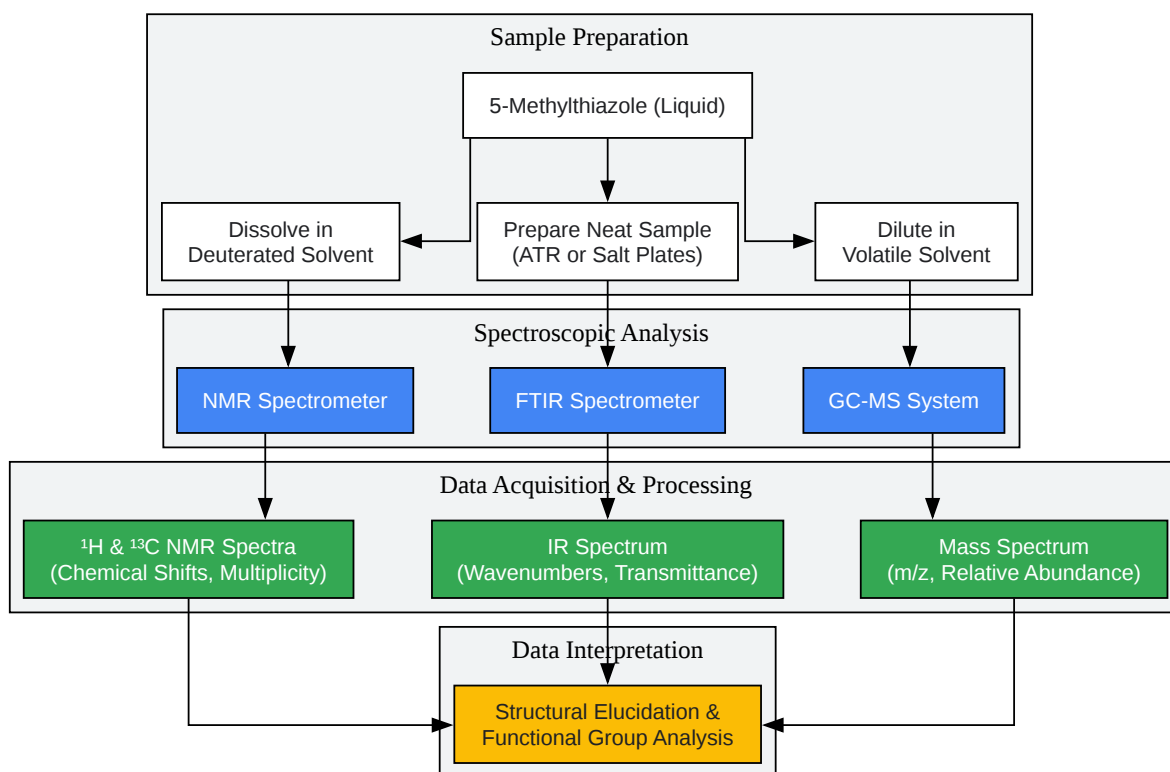 Sample Preparation
5-Methylthiazole (Liquid)
Dissolve in
Deuterated Solvent
Prepare Neat Sample
(ATR or Salt Plates)
Dilute in
Volatile Solvent
Spectroscopic Analysis
NMR Spectrometer
FTIR Spectrometer
GC-MS System
Data Acquisition & Processing
¹H & ¹³C NMR Spectra
(Chemical Shifts, Multiplicity)
IR Spectrum
(Wavenumbers, Transmittance)
Mass Spectrum
(m/z, Relative Abundance)
Data Interpretation
Structural Elucidation &
Functional Group Analysis